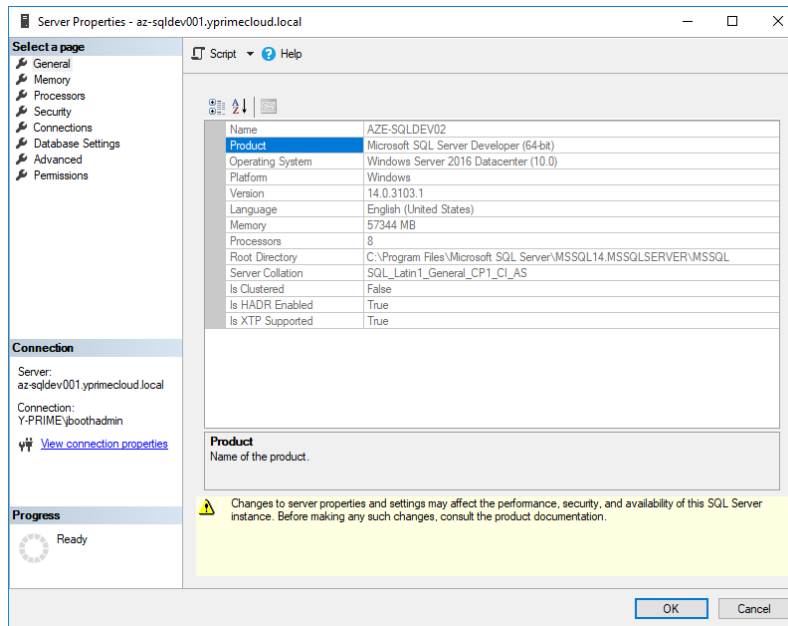 Server Properties - az-sqldev001.yprimecloud.local
Select a page
General
Memory
Processors
Security
Connections
Database Settings
Advanced
Permissions
Script
Help
Name AZE-SQLDEV02
Product Microsoft SQL Server Developer (64-bit)
Operating System Windows Server 2016 Datacenter (10.0)
Platform Windows
Version 14.0.3103.1
Language English (United States)
Memory 57344 MB
Processors 8
Root Directory C:\Program Files\Microsoft SQL Server\MSSQL14.MSSQLSERVER\MSSQL
Server Collation SQL_Latin1_General_CP1_CI_AS
Is Clustered False
Is HADR Enabled True
Is XTP Supported True
Connection
Server:
az-sqldev001.yprimecloud.local
Connection:
Y-PRIME\jboothadmin
View connection properties
Product
Name of the product.
Changes to server properties and settings may affect the performance, security, and availability of this SQL Server
instance. Before making any such changes, consult the product documentation.
Progress
Ready
OK
Cancel